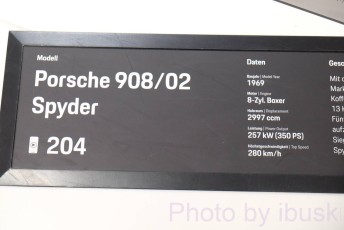 Modell
Porsche 908/02
Spyder
204
Daten
Baujahr | Model Year
1969
Motor | Engine
8-Zyl. Boxer
Hubraum | Displacement
2997 ccm
Leistung | Power Output
257 kW (350 PS)
Höchstgeschwindigkeit | Top Speed
280 km/h
Photo by ibusk